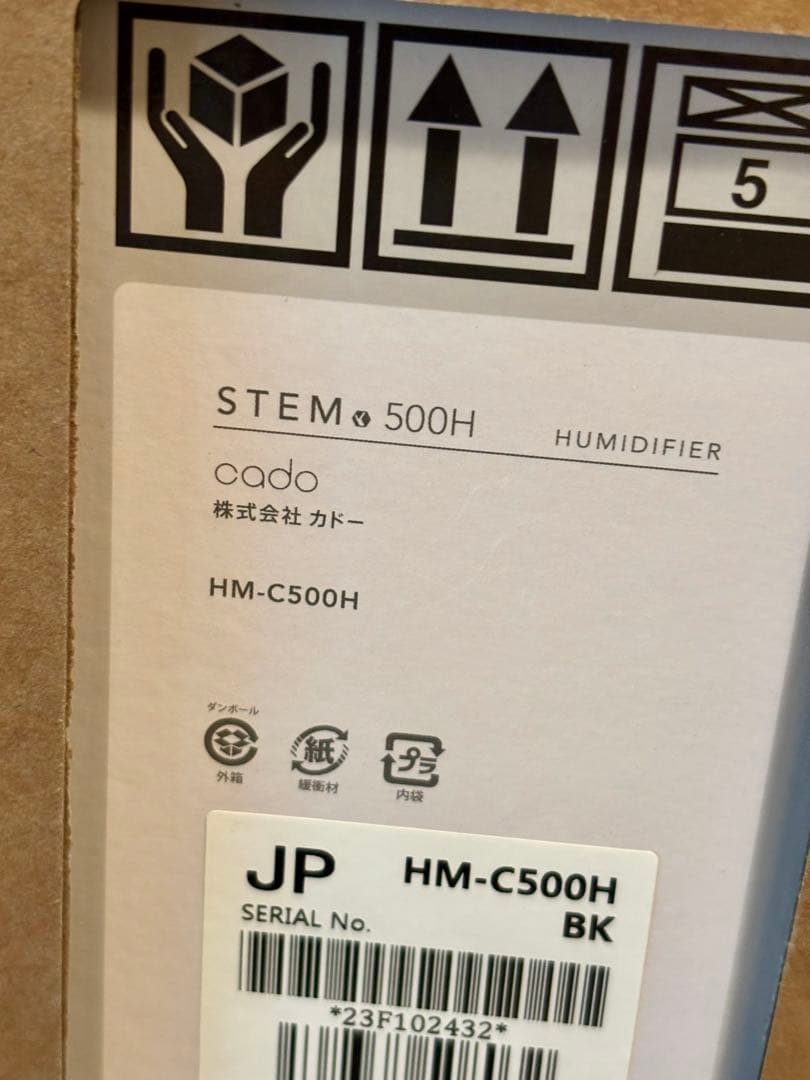 5
STEM 500H HUMIDIFIER
cado
株式会社 カドー
HM-C500H
ダンボール
外箱
紙
緩衝材
プラ
内袋
JP HM-C500H
SERIAL No. BK
*23F102432*